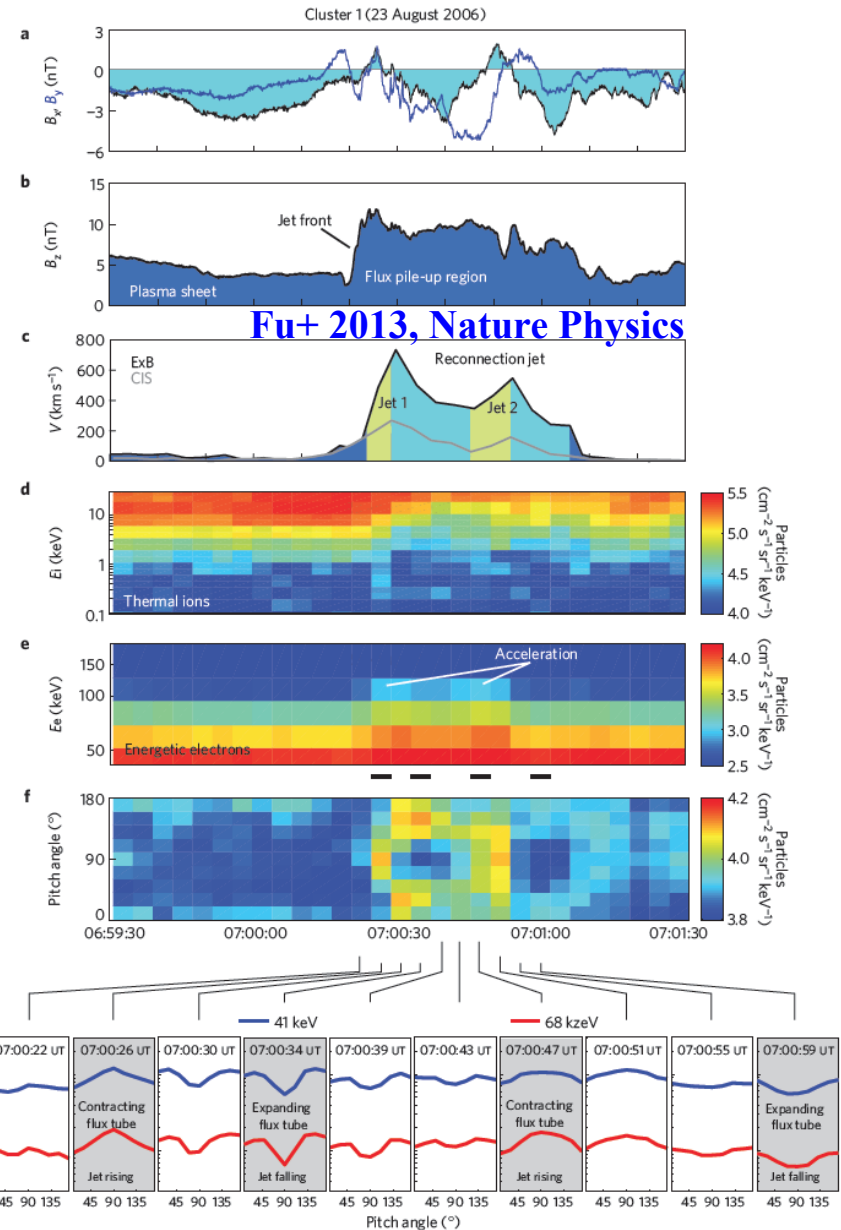 Cluster 1 (23 August 2006)
a
3
0
−3
−6
Bx, By (nT)
b
15
10
5
0
Bz (nT)
Jet front
Flux pile-up region
Plasma sheet
Fu+ 2013, Nature Physics
c
800
600
400
200
0
V (km s−1)
ExB
CIS
Reconnection jet
Jet 1
Jet 2
d
10
1
0.1
Ei (keV)
Thermal ions
5.5
5.0
4.5
4.0
Particles
(cm−2 s−1 sr−1 keV−1)
e
150
100
50
Ee (keV)
Acceleration
Energetic electrons
4.0
3.5
3.0
2.5
Particles
(cm−2 s−1 sr−1 keV−1)
f
180
90
0
Pitch angle (°)
4.2
4.0
3.8
Particles
(cm−2 s−1 sr−1 keV−1)
06:59:30 07:00:00 07:00:30 07:01:00 07:01:30
41 keV 68 kzeV
07:00:22 UT 07:00:26 UT 07:00:30 UT 07:00:34 UT 07:00:39 UT 07:00:43 UT 07:00:47 UT 07:00:51 UT 07:00:55 UT 07:00:59 UT
Contracting
flux tube
Jet rising
Expanding
flux tube
Jet falling
Contracting
flux tube
Jet rising
Expanding
flux tube
Jet falling
45 90 135 45 90 135 45 90 135 45 90 135 45 90 135 45 90 135 45 90 135 45 90 135 45 90 135 45 90 135
Pitch angle (°)